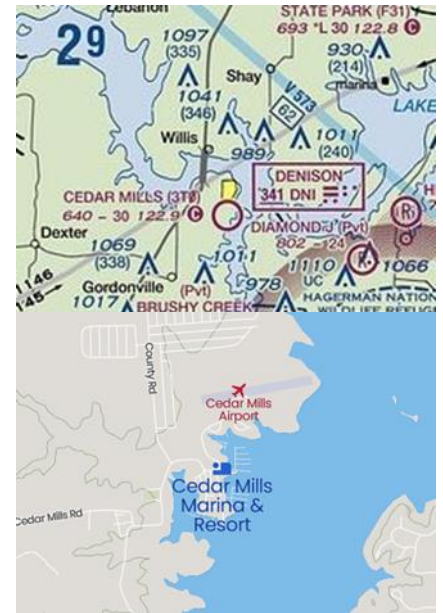 Lebanon
29
1097
(335)
STATE PARK (F31)
693 *L 30 122.8 C
930
(214)
marina
Shay
V 573
62
LAKE
1041
(346)
Willis
989
1011
(240)
DENISON
341 DNI
CEDAR MILLS (3T0)
640 - 30 122.9 C
DIAMOND J (Pvt)
802 - 124
H
R
R
Dexter
1069
(338)
1011
1110
UC
1066
Gordonville
(Pvt)
978
1146
145
1017
BRUSHY CREEK
HAGERMAN NATION
WILDLIFE REFUGE
County Rd
Cedar Mills
Airport
Cedar Mills
Marina &
Resort
Cedar Mills Rd